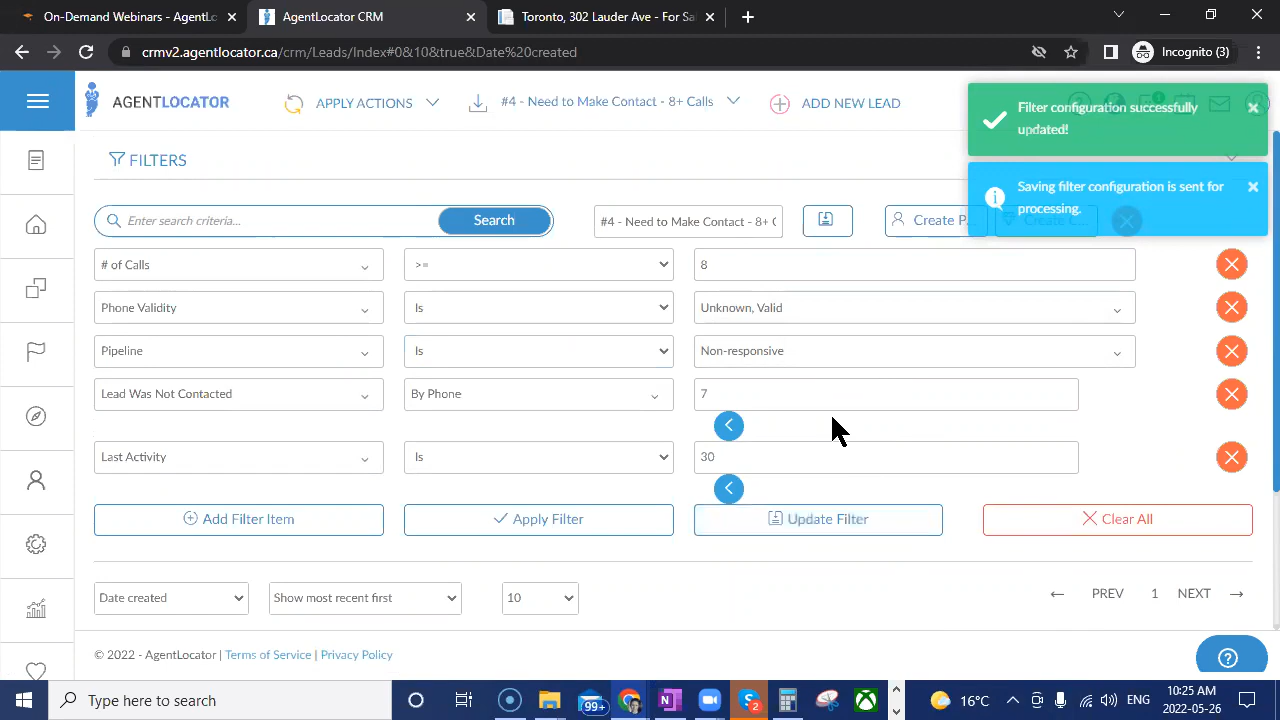 On-Demand Webinars - AgentLo
AgentLocator CRM
Toronto, 302 Lauder Ave - For Sal
crmv2.agentlocator.ca/crm/Leads/Index#0&10&true&Date%20created
Incognito (3)
AGENTLOCATOR
APPLY ACTIONS
#4 - Need to Make Contact - 8+ Calls
ADD NEW LEAD
Filter configuration successfully
updated!
FILTERS
Saving filter configuration is sent for
processing.
Enter search criteria...
Search
#4 - Need to Make Contact - 8+ C
Create P...
Create C...
# of Calls
>=
8
Phone Validity
Is
Unknown, Valid
Pipeline
Is
Non-responsive
Lead Was Not Contacted
By Phone
7
Last Activity
Is
30
Add Filter Item
Apply Filter
Update Filter
Clear All
Date created
Show most recent first
10
PREV
1
NEXT
© 2022 - AgentLocator | Terms of Service | Privacy Policy
Type here to search
99+
2
16°C
ENG
10:25 AM
2022-05-26